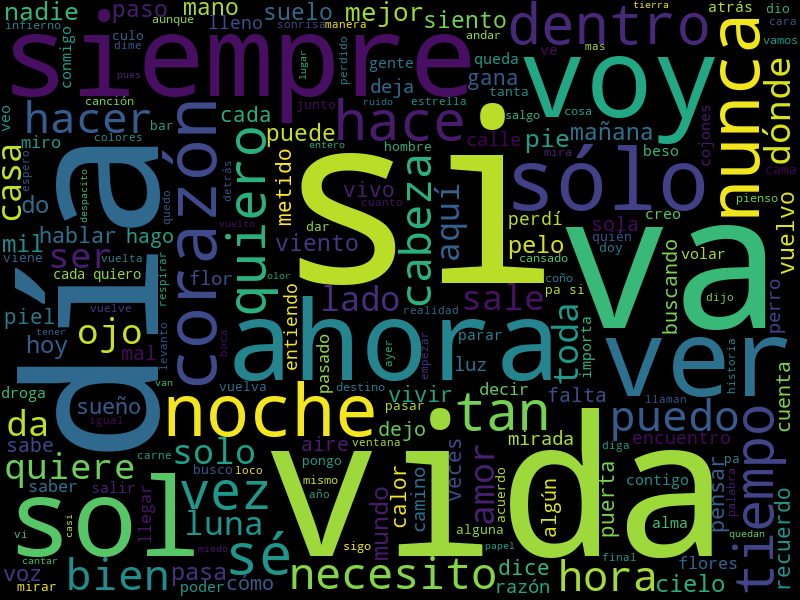 nadie
paso
mano
mejor
suelo
siento
dentro
atrás
dio
tierra
cara
vamos
infierno
aunque
culo
dime
lleno
sonrisa
manera
conmigo
siempre
pues
lugar
perdido
gente
queda
andar
ve
mas
voy
nunca
dónde
veo
canción
hacer
bar
cada
junto
deja
estrella
gana
tanta
ruido
salgo
cosa
hace
puede
calle
pie
mañana
miro
colores
corazón
quiero
entero
hombre
mira
beso
cojones
cama
casa
día
despacito
espero
quedo
respirar
detrás
metido
vivo
cuanto
cabeza
aquí
si
sólo
creo
pienso
do
mil
hablar
hago
viento
dar
perdí
sola
quién
vuelvo
viene
vuelta
ser
vuelto
flor
olor
entiendo
lado
pelo
cansado
coño
doy
volar
va
dijo
buscando
perro
cada quiero
piel
vuelve
levanto
realidad
sale
pa si
hoy
tener
ojo
mal
boca
pasado
ahora
ayer
parar
empezar
luz
toda
importa
ver
historia
droga
van
vuelva
destino
vivir
decir
falta
llaman
cuenta
sueño
igual
noche
pasar
tan
puedo
da
sabe
carne
solo
aire
ventana
dejo
mirada
diga
encuentro
pa
quiere
saber
salir
busco
loco
pongo
mismo
año
calor
camino
veces
amor
alguna
acuerdo
algún
puerta
contigo
alma
pensar
palabra
tiempo
sol
vi
casi
llegar
vez
luna
mundo
vida
quedan
cantar
miedo
sé
sigo
papel
final
flores
voz
mirar
bien
pasa
poder
cómo
necesito
dice
razón
hora
cielo
recuerdo